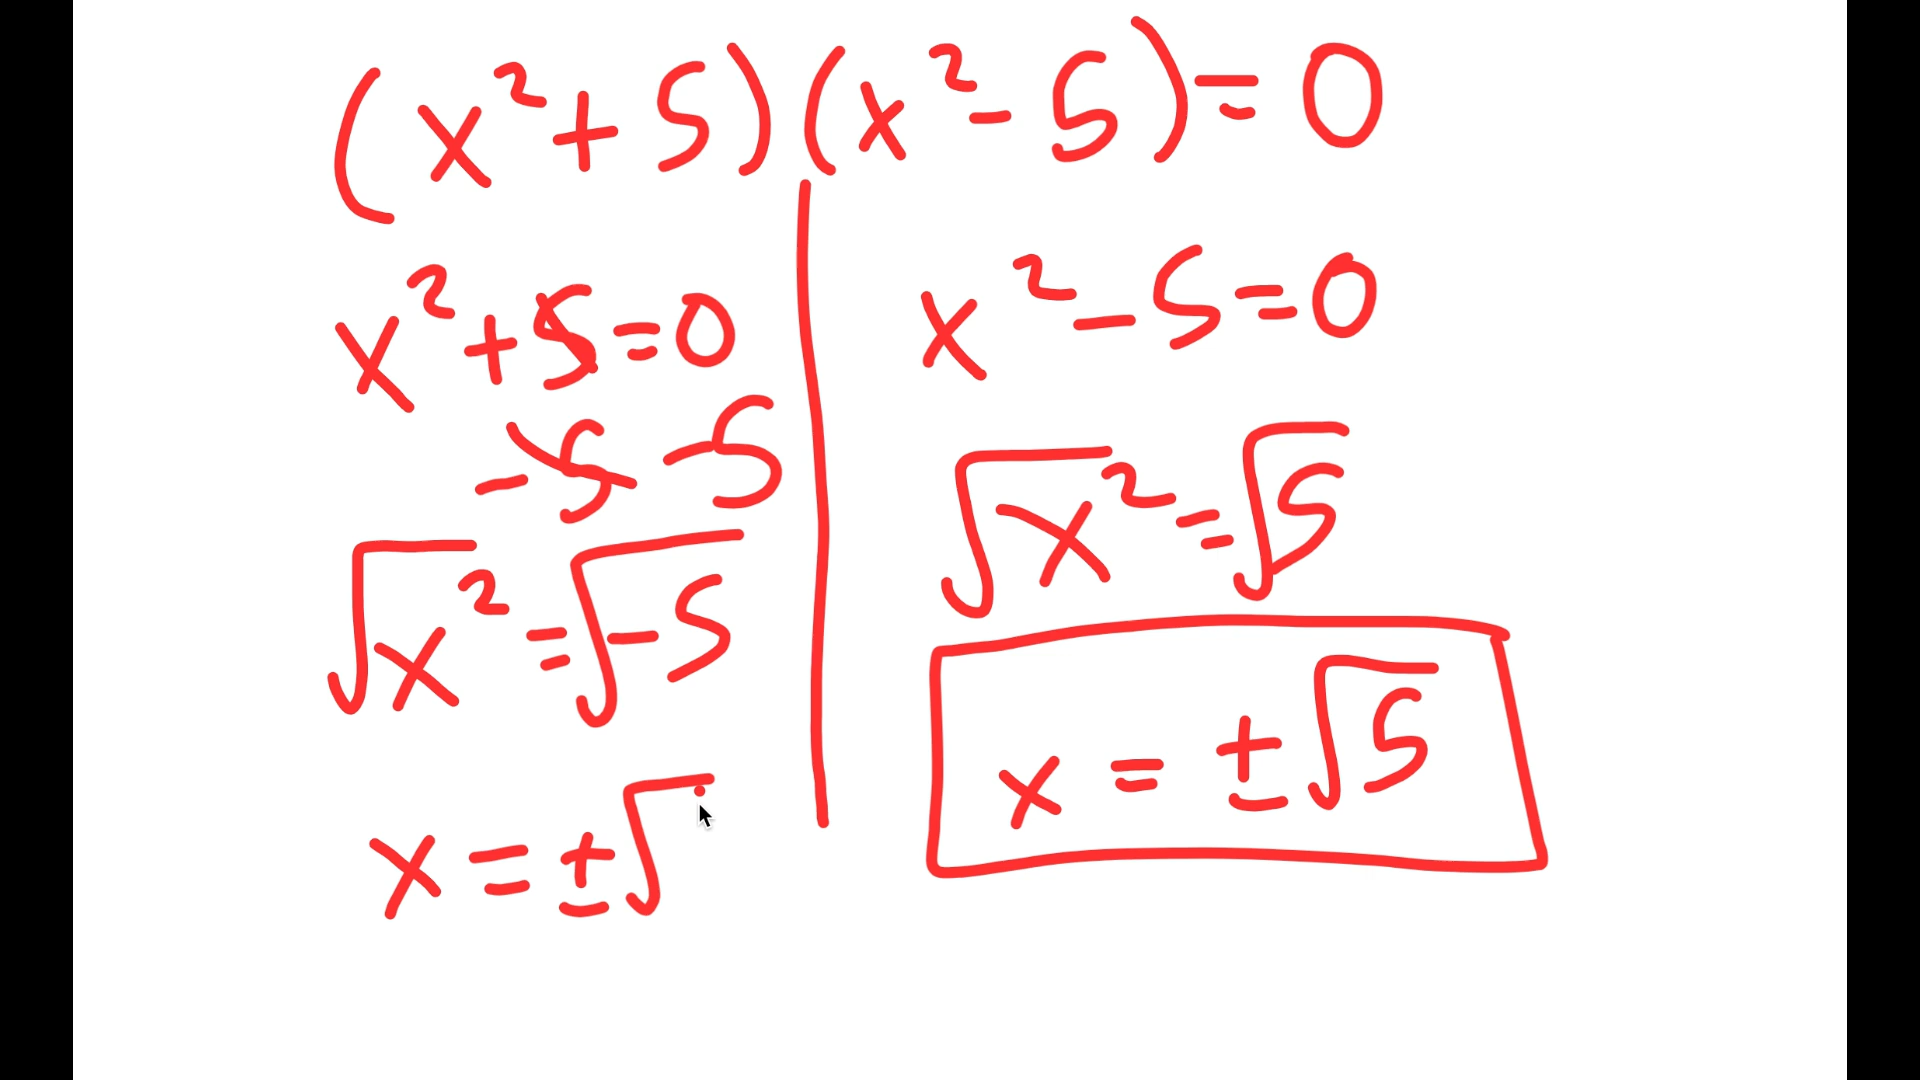 (x²+5)(x²-5)=0
x²+5=0
-5 -5
√x²=√-5
x=±√
x²-5=0
√x²=√5
x=±√5